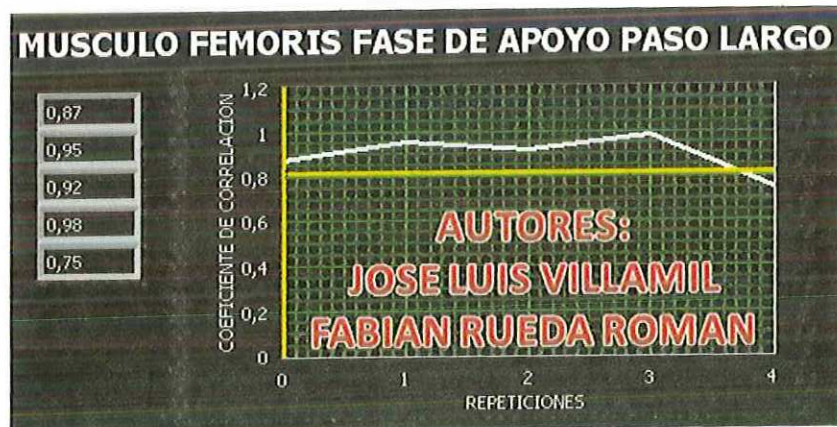 MUSCULO FEMORIS FASE DE APOYO PASO LARGO
0,87
0,95
0,92
0,98
0,75
COEFICIENTE DE CORRELACION
1,2
1
0,8
0,6
0,4
0,2
0
AUTORES:
JOSE LUIS VILLAMIL
FABIAN RUEDA ROMAN
0 1 2 3 4
REPETICIONES